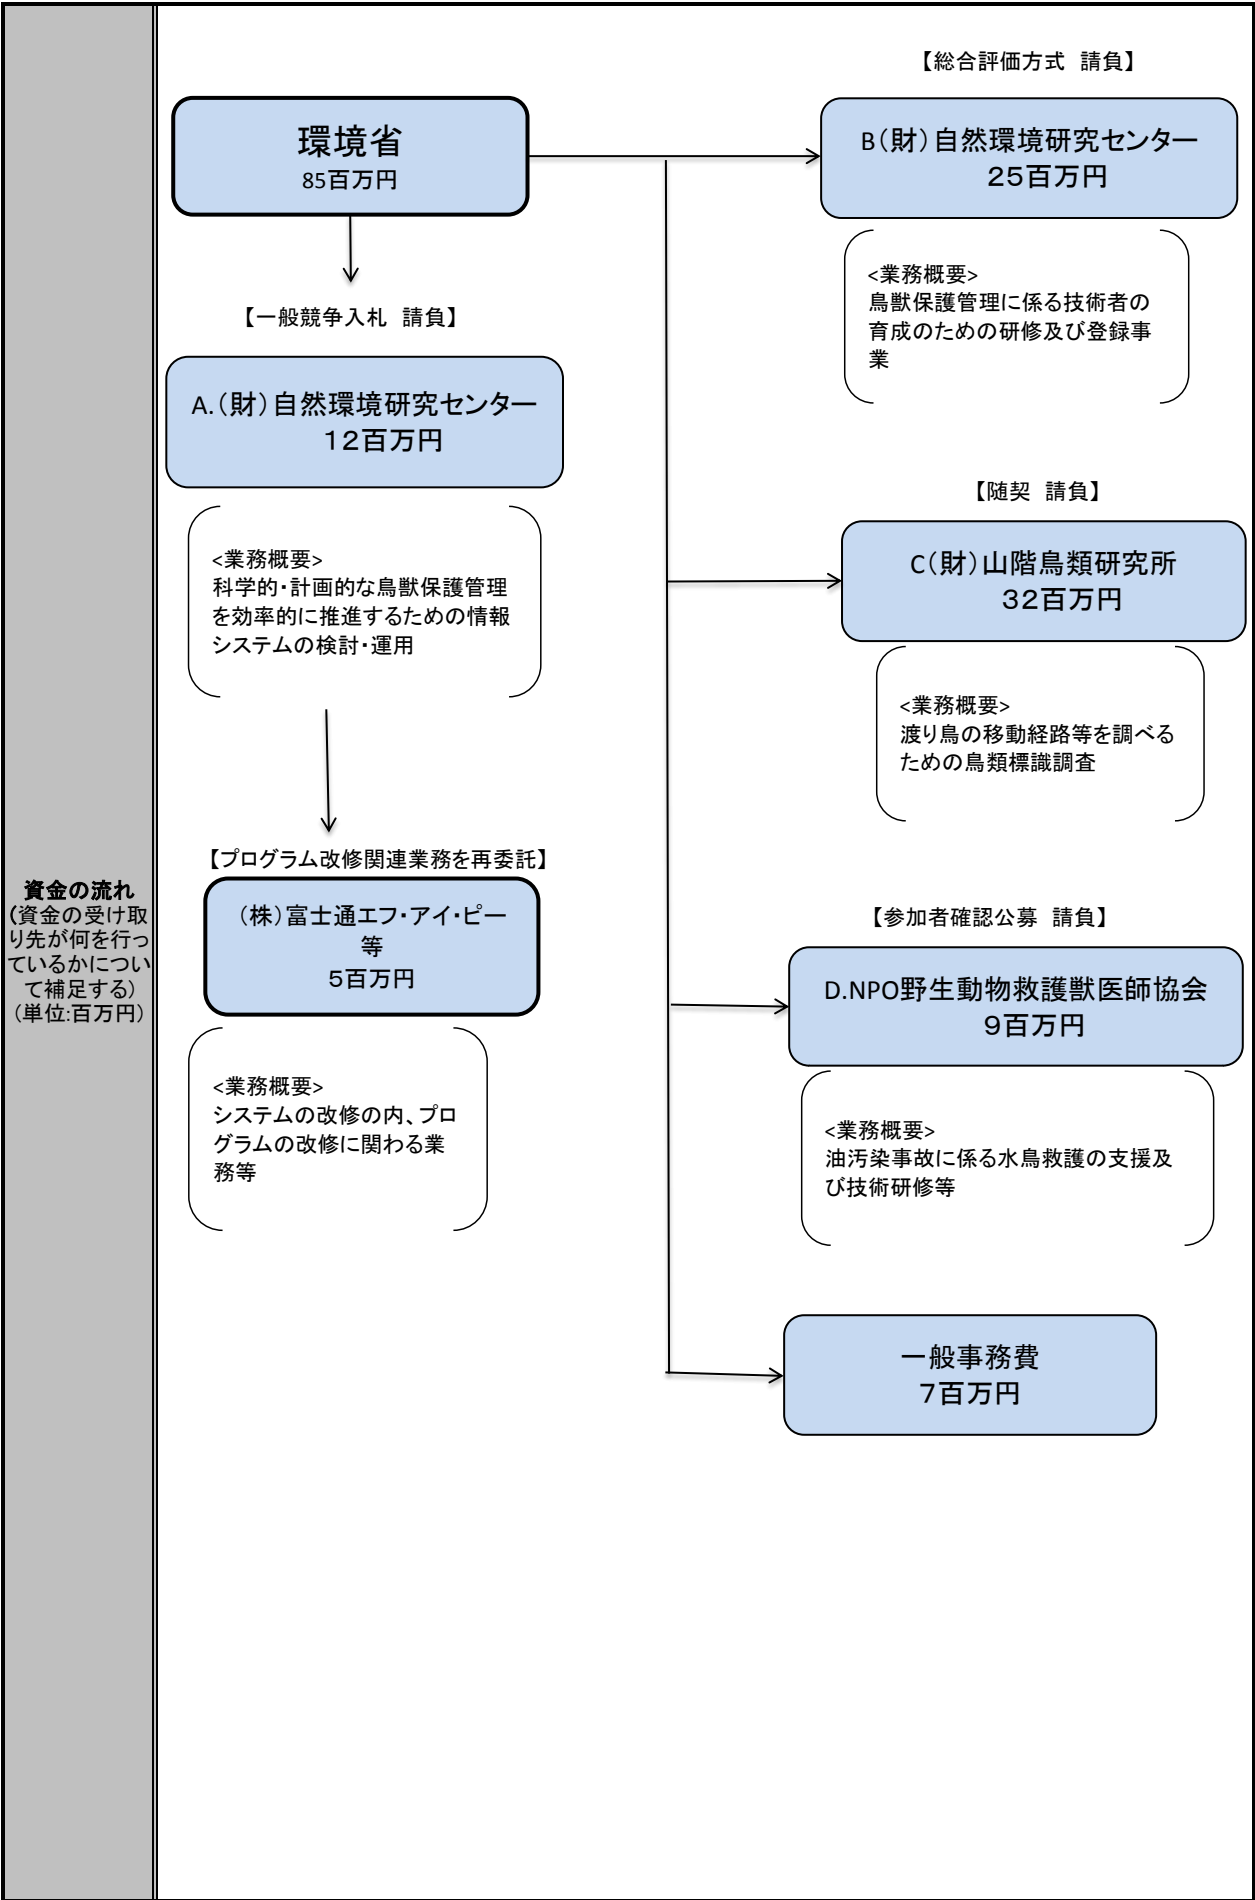 資金の流れ
(資金の受け取
り先が何を行っ
ているかについ
て補足する)
(単位:百万円)
環境省
85百万円
【一般競争入札 請負】
A.(財)自然環境研究センター
12百万円
<業務概要>
科学的・計画的な鳥獣保護管理
を効率的に推進するための情報
システムの検討・運用
【プログラム改修関連業務を再委託】
(株)富士通エフ・アイ・ピー
等
5百万円
<業務概要>
システムの改修の内、プロ
グラムの改修に関わる業
務等
【総合評価方式 請負】
B(財)自然環境研究センター
25百万円
<業務概要>
鳥獣保護管理に係る技術者の
育成のための研修及び登録事
業
【随契 請負】
C(財)山階鳥類研究所
32百万円
<業務概要>
渡り鳥の移動経路等を調べる
ための鳥類標識調査
【参加者確認公募 請負】
D.NPO野生動物救護獣医師協会
9百万円
<業務概要>
油汚染事故に係る水鳥救護の支援及
び技術研修等
一般事務費
7百万円